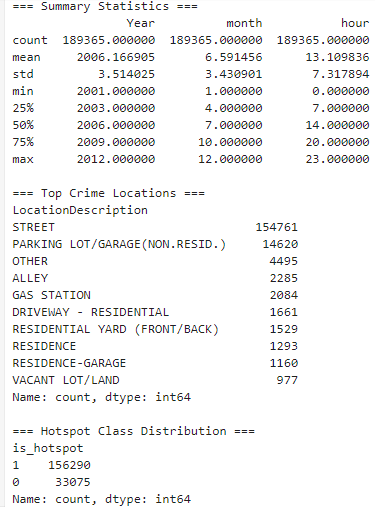 === Summary Statistics ===
Year month hour
count 189365.000000 189365.000000 189365.000000
mean 2006.166905 6.591456 13.109836
std 3.514025 3.430901 7.317894
min 2001.000000 1.000000 0.000000
25% 2003.000000 4.000000 7.000000
50% 2006.000000 7.000000 14.000000
75% 2009.000000 10.000000 20.000000
max 2012.000000 12.000000 23.000000
=== Top Crime Locations ===
LocationDescription
STREET 154761
PARKING LOT/GARAGE(NON.RESID.) 14620
OTHER 4495
ALLEY 2285
GAS STATION 2084
DRIVEWAY - RESIDENTIAL 1661
RESIDENTIAL YARD (FRONT/BACK) 1529
RESIDENCE 1293
RESIDENCE-GARAGE 1160
VACANT LOT/LAND 977
Name: count, dtype: int64
=== Hotspot Class Distribution ===
is_hotspot
1 156290
0 33075
Name: count, dtype: int64